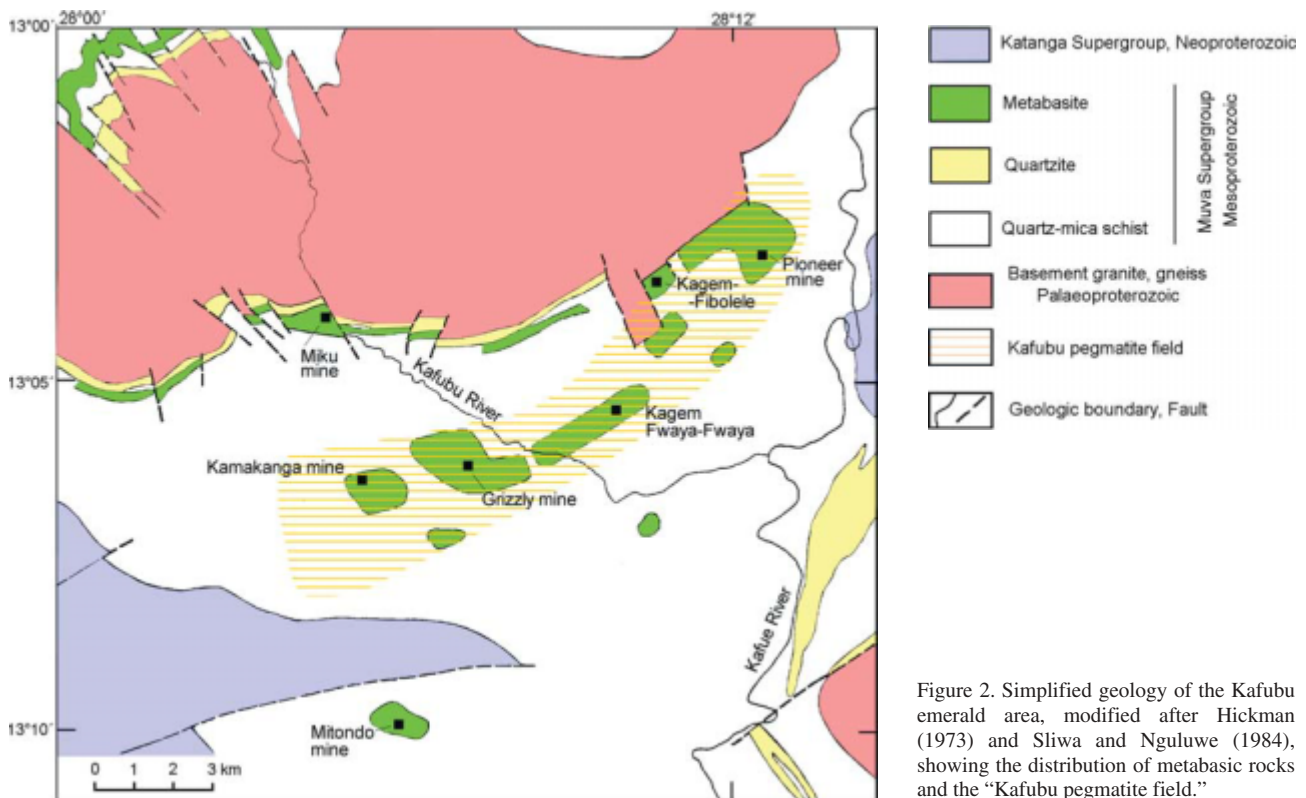 28°00'
28°12'
13°00'
Pioneer
mine
Kagem-
-Fibolele
Miku
mine
Kafubu River
13°05'
Kagem
Fwaya-Fwaya
Kamakanga mine
Grizzly mine
Kafue River
13°10'
Mitondo
mine
0 1 2 3 km
Katanga Supergroup, Neoproterozoic
Metabasite
Quartzite
Quartz-mica schist
Muva Supergroup
Mesoproterozoic
Basement granite, gneiss
Palaeoproterozoic
Kafubu pegmatite field
Geologic boundary, Fault
Figure 2. Simplified geology of the Kafubu
emerald area, modified after Hickman
(1973) and Sliwa and Nguluwe (1984),
showing the distribution of metabasic rocks
and the “Kafubu pegmatite field.”